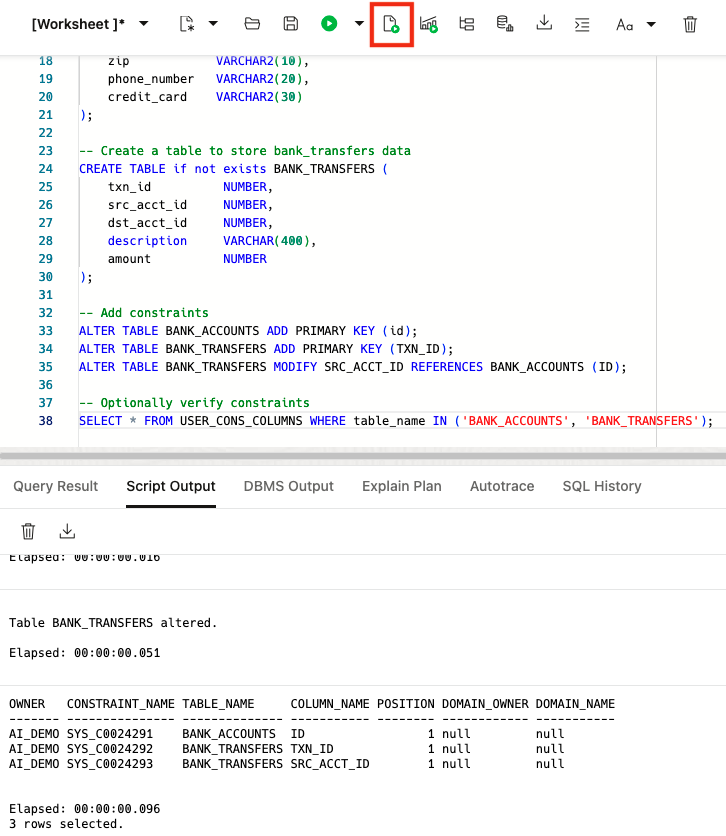 [Worksheet ]*
Aa
18 zip VARCHAR2(10),
19 phone_number VARCHAR2(20),
20 credit_card VARCHAR2(30)
21 );
22
23 -- Create a table to store bank_transfers data
24 CREATE TABLE if not exists BANK_TRANSFERS (
25 txn_id NUMBER,
26 src_acct_id NUMBER,
27 dst_acct_id NUMBER,
28 description VARCHAR(400),
29 amount NUMBER
30 );
31
32 -- Add constraints
33 ALTER TABLE BANK_ACCOUNTS ADD PRIMARY KEY (id);
34 ALTER TABLE BANK_TRANSFERS ADD PRIMARY KEY (TXN_ID);
35 ALTER TABLE BANK_TRANSFERS MODIFY SRC_ACCT_ID REFERENCES BANK_ACCOUNTS (ID);
36
37 -- Optionally verify constraints
38 SELECT * FROM USER_CONS_COLUMNS WHERE table_name IN ('BANK_ACCOUNTS', 'BANK_TRANSFERS');
Query Result Script Output DBMS Output Explain Plan Autotrace SQL History
Elapsed: 00:00:00.016
Table BANK_TRANSFERS altered.
Elapsed: 00:00:00.051
OWNER CONSTRAINT_NAME TABLE_NAME COLUMN_NAME POSITION DOMAIN_OWNER DOMAIN_NAME
------- --------------- -------------- ----------- -------- ------------ -----------
AI_DEMO SYS_C0024291 BANK_ACCOUNTS ID 1 null null
AI_DEMO SYS_C0024292 BANK_TRANSFERS TXN_ID 1 null null
AI_DEMO SYS_C0024293 BANK_TRANSFERS SRC_ACCT_ID 1 null null
Elapsed: 00:00:00.096
3 rows selected.